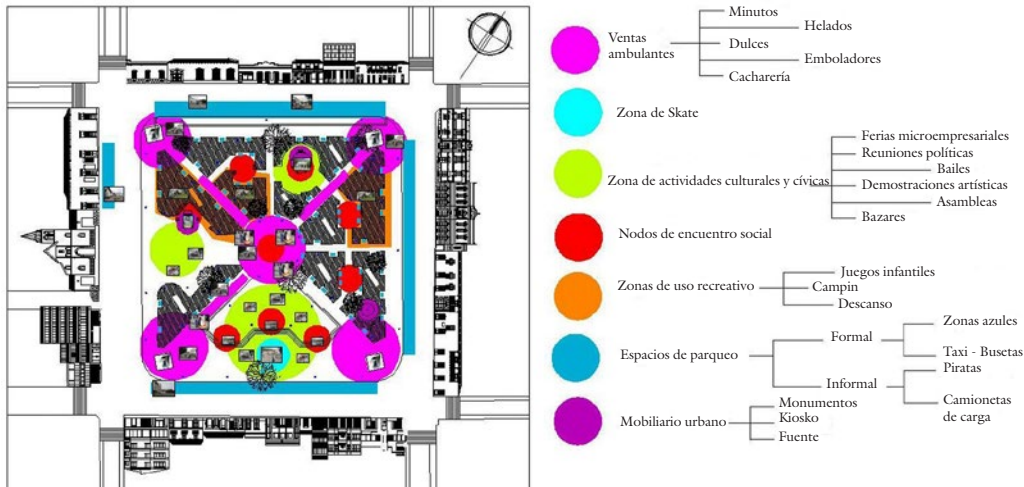 Ventas
ambulantes
Minutos
Helados
Dulces
Emboladores
Cacharería
Zona de Skate
Zona de actividades culturales y cívicas
Ferias microempresariales
Reuniones políticas
Bailes
Demostraciones artísticas
Asambleas
Bazares
Nodos de encuentro social
Zonas de uso recreativo
Juegos infantiles
Campin
Descanso
Espacios de parqueo
Formal
Zonas azules
Taxi - Busetas
Informal
Piratas
Camionetas
de carga
Mobiliario urbano
Monumentos
Kiosko
Fuente